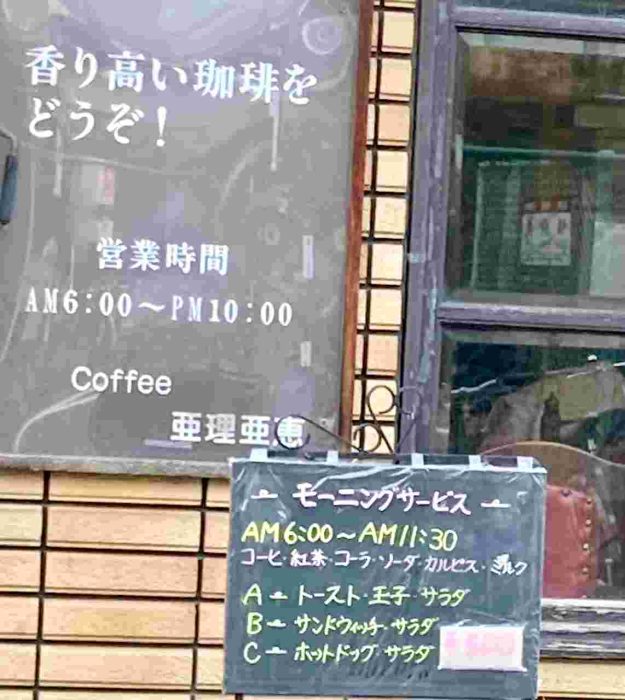 香り高い珈琲を
どうぞ!
営業時間
AM6:00～PM10:00
Coffee
亜理亜恵
モーニングサービス
AM6:00～AM11:30
コーヒ・紅茶・コーラ・ソーダ・カルピス・ミルク
A ー トースト・玉子・サラダ
B ー サンドウィッチ・サラダ
C ー ホットドッグ・サラダ